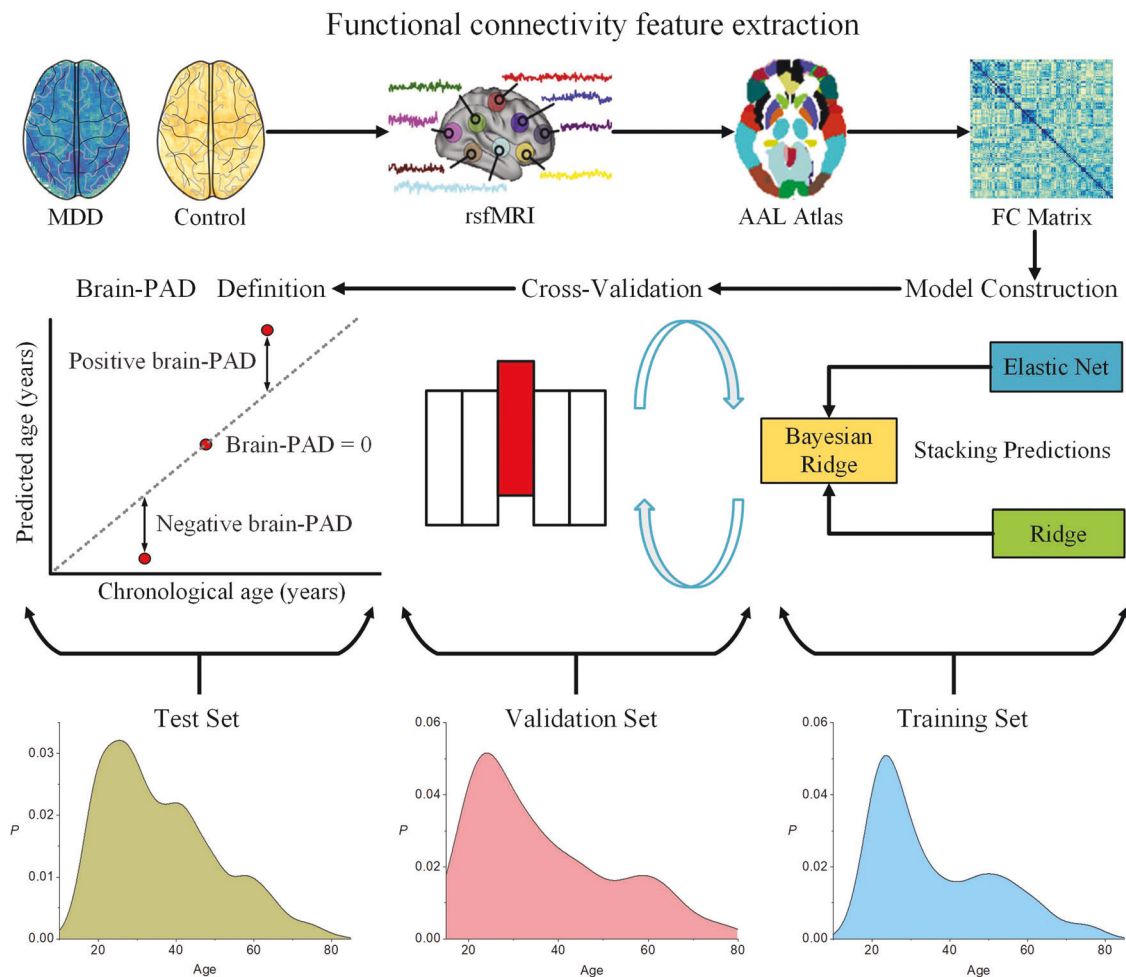 Functional connectivity feature extraction
MDD
Control
rsfMRI
AAL Atlas
FC Matrix
Brain-PAD Definition
Cross-Validation
Model Construction
Predicted age (years)
Positive brain-PAD
Brain-PAD = 0
Negative brain-PAD
Chronological age (years)
Elastic Net
Bayesian
Ridge
Stacking Predictions
Ridge
Test Set
0.03
0.02
0.01
0.00
P
20
40
60
80
Age
Validation Set
0.06
0.04
0.02
0.00
P
20
40
60
80
Age
Training Set
0.06
0.04
0.02
0.00
P
20
40
60
80
Age